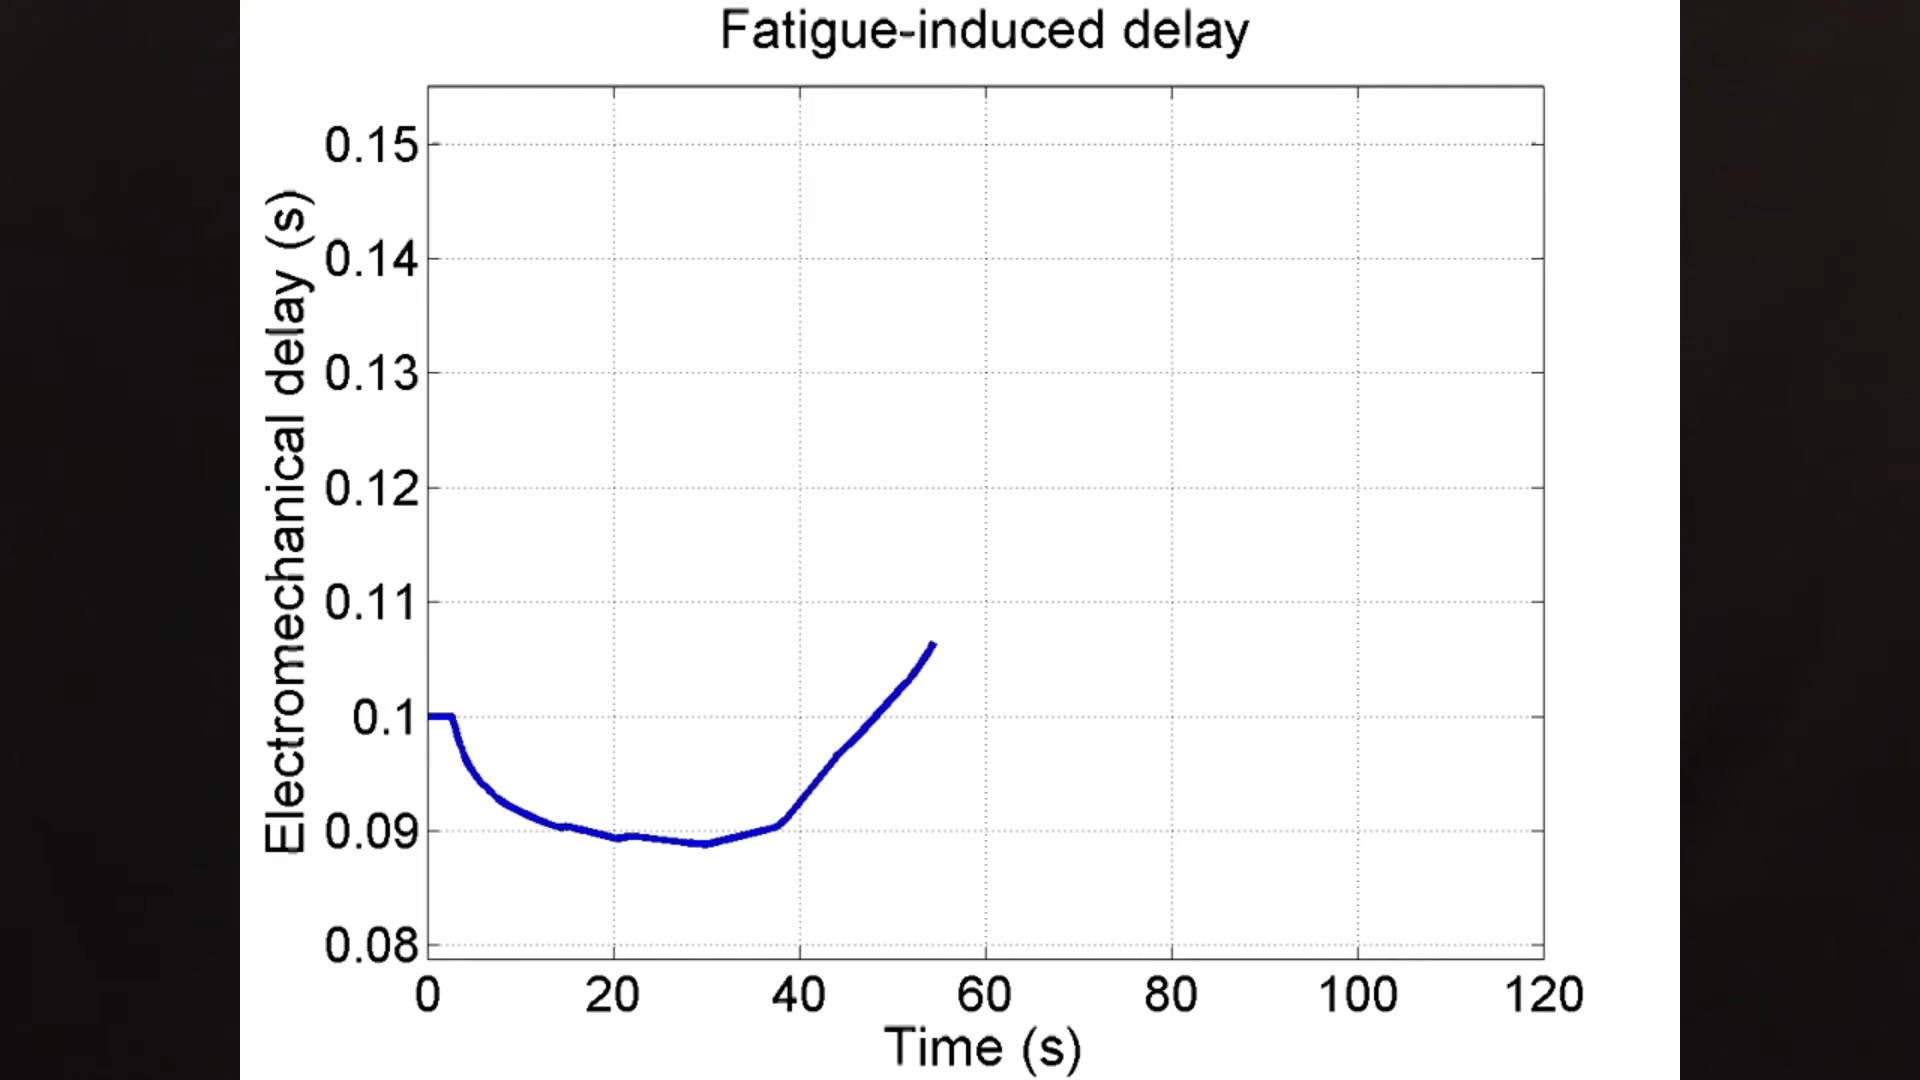 Fatigue-induced delay
Electromechanical delay (s)
0.15
0.14
0.13
0.12
0.11
0.1
0.09
0.08
0 20 40 60 80 100 120
Time (s)